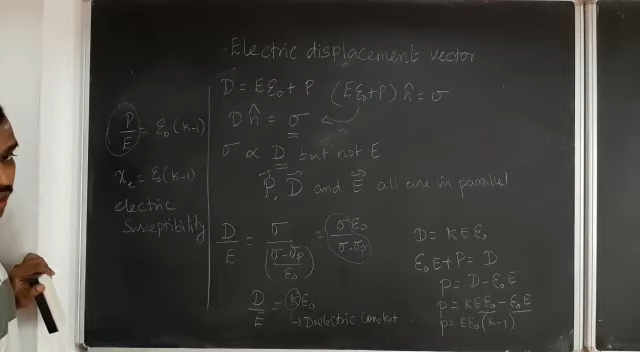 Electric displacement vector
D = Eε₀ + P (Eε₀+P) n̂ = σ
D n̂ = σ
σ ∝ D but not E
P⃗, D⃗ and E⃗ all are in parallel
D/E = σ/((σ-σp)/ε₀) = σε₀/(σ-σp)
D/E = (k)ε₀
↳ Dielectric Constant
P/E = ε₀(k-1)
χe = ε₀(k-1)
electric
Susceptibility
D = KEε₀
ε₀E + P = D
p = D - ε₀E
p = KEε₀ - ε₀E
p = Eε₀(k-1)